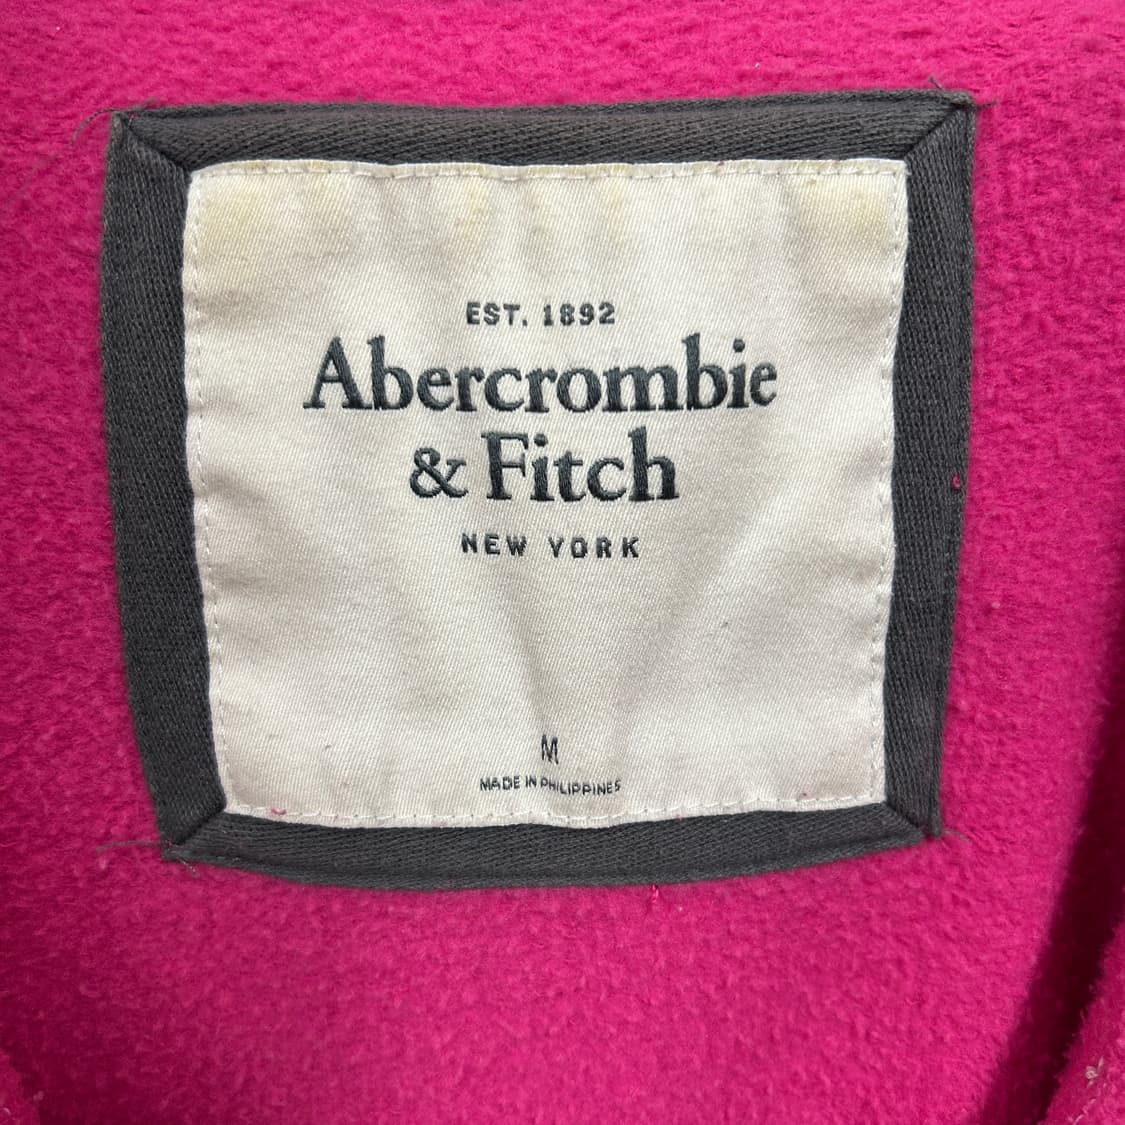 EST. 1892
Abercrombie
& Fitch
NEW YORK
M
MADE IN PHILIPPINES